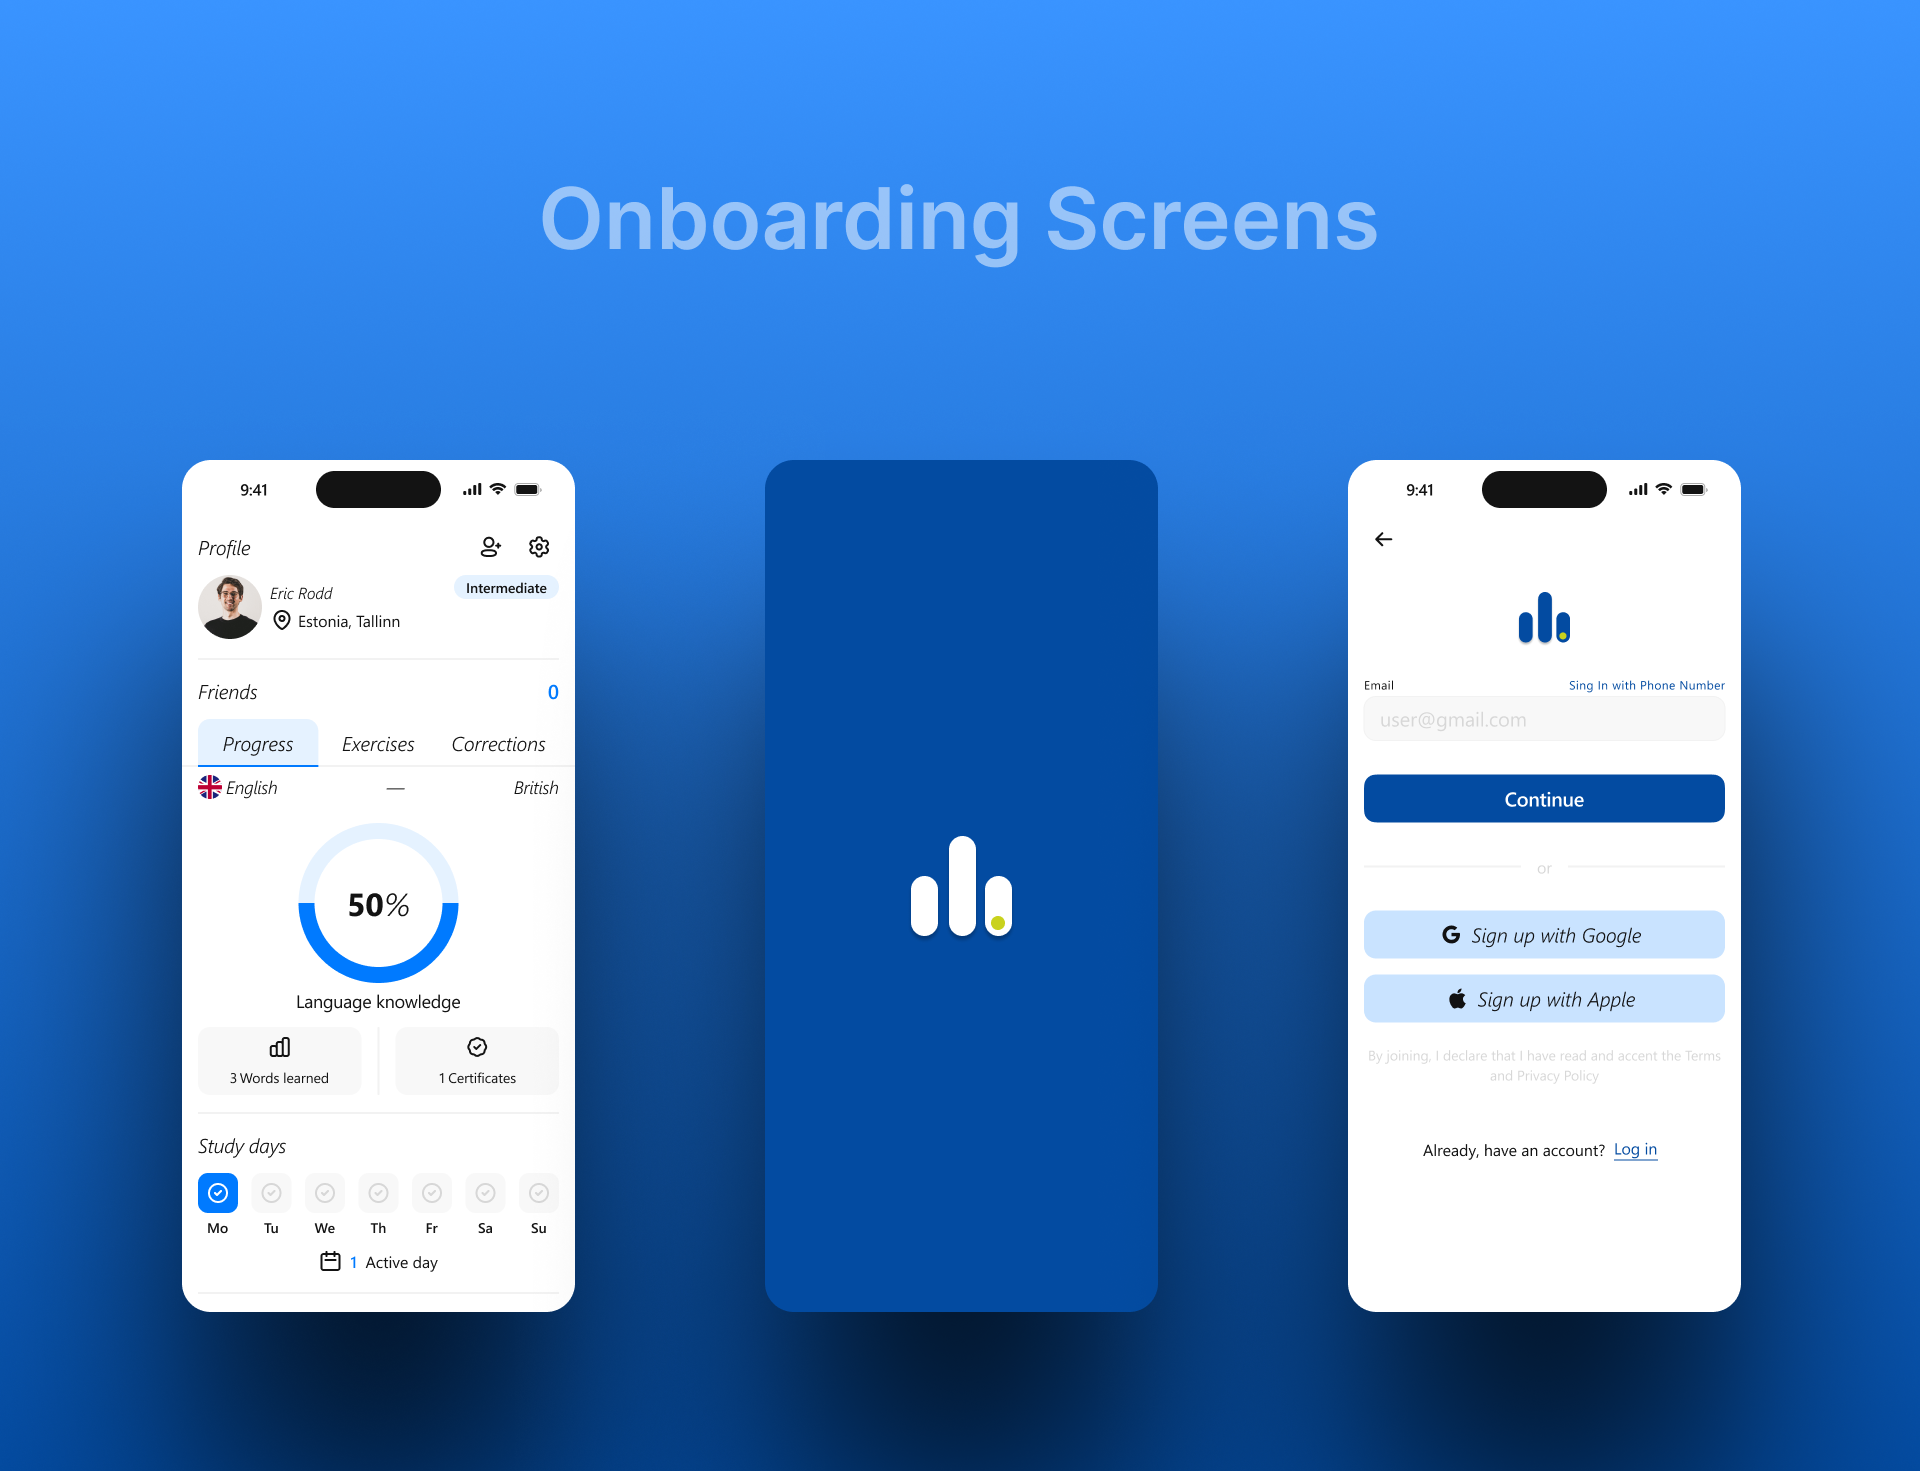 Onboarding Screens
9:41
Profile
Eric Rodd
Intermediate
Estonia, Tallinn
Friends
0
Progress Exercises Corrections
English — British
50%
Language knowledge
3 Words learned
1 Certificates
Study days
Mo Tu We Th Fr Sa Su
1 Active day
9:41
Email Sing In with Phone Number
user@gmail.com
Continue
or
Sign up with Google
Sign up with Apple
By joining, I declare that I have read and accent the Terms
and Privacy Policy
Already, have an account? Log in